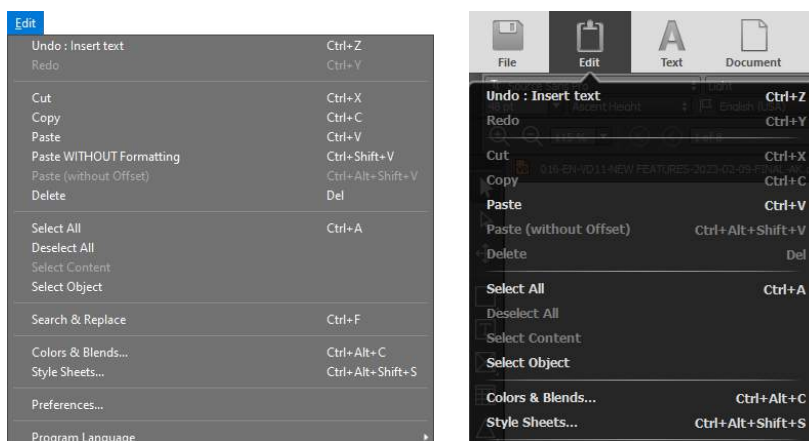 Edit
Undo : Insert text Ctrl+Z
Redo Ctrl+Y
Cut Ctrl+X
Copy Ctrl+C
Paste Ctrl+V
Paste WITHOUT Formatting Ctrl+Shift+V
Paste (without Offset) Ctrl+Alt+Shift+V
Delete Del
Select All Ctrl+A
Deselect All
Select Content
Select Object
Search & Replace Ctrl+F
Colors & Blends... Ctrl+Alt+C
Style Sheets... Ctrl+Alt+Shift+S
Preferences...
Program Language
File Edit Text Document
Undo : Insert text Ctrl+Z
Redo Ctrl+Y
Cut Ctrl+X
Copy Ctrl+C
Paste Ctrl+V
Paste (without Offset) Ctrl+Alt+Shift+V
Delete Del
Select All Ctrl+A
Deselect All
Select Content
Select Object
Colors & Blends... Ctrl+Alt+C
Style Sheets... Ctrl+Alt+Shift+S